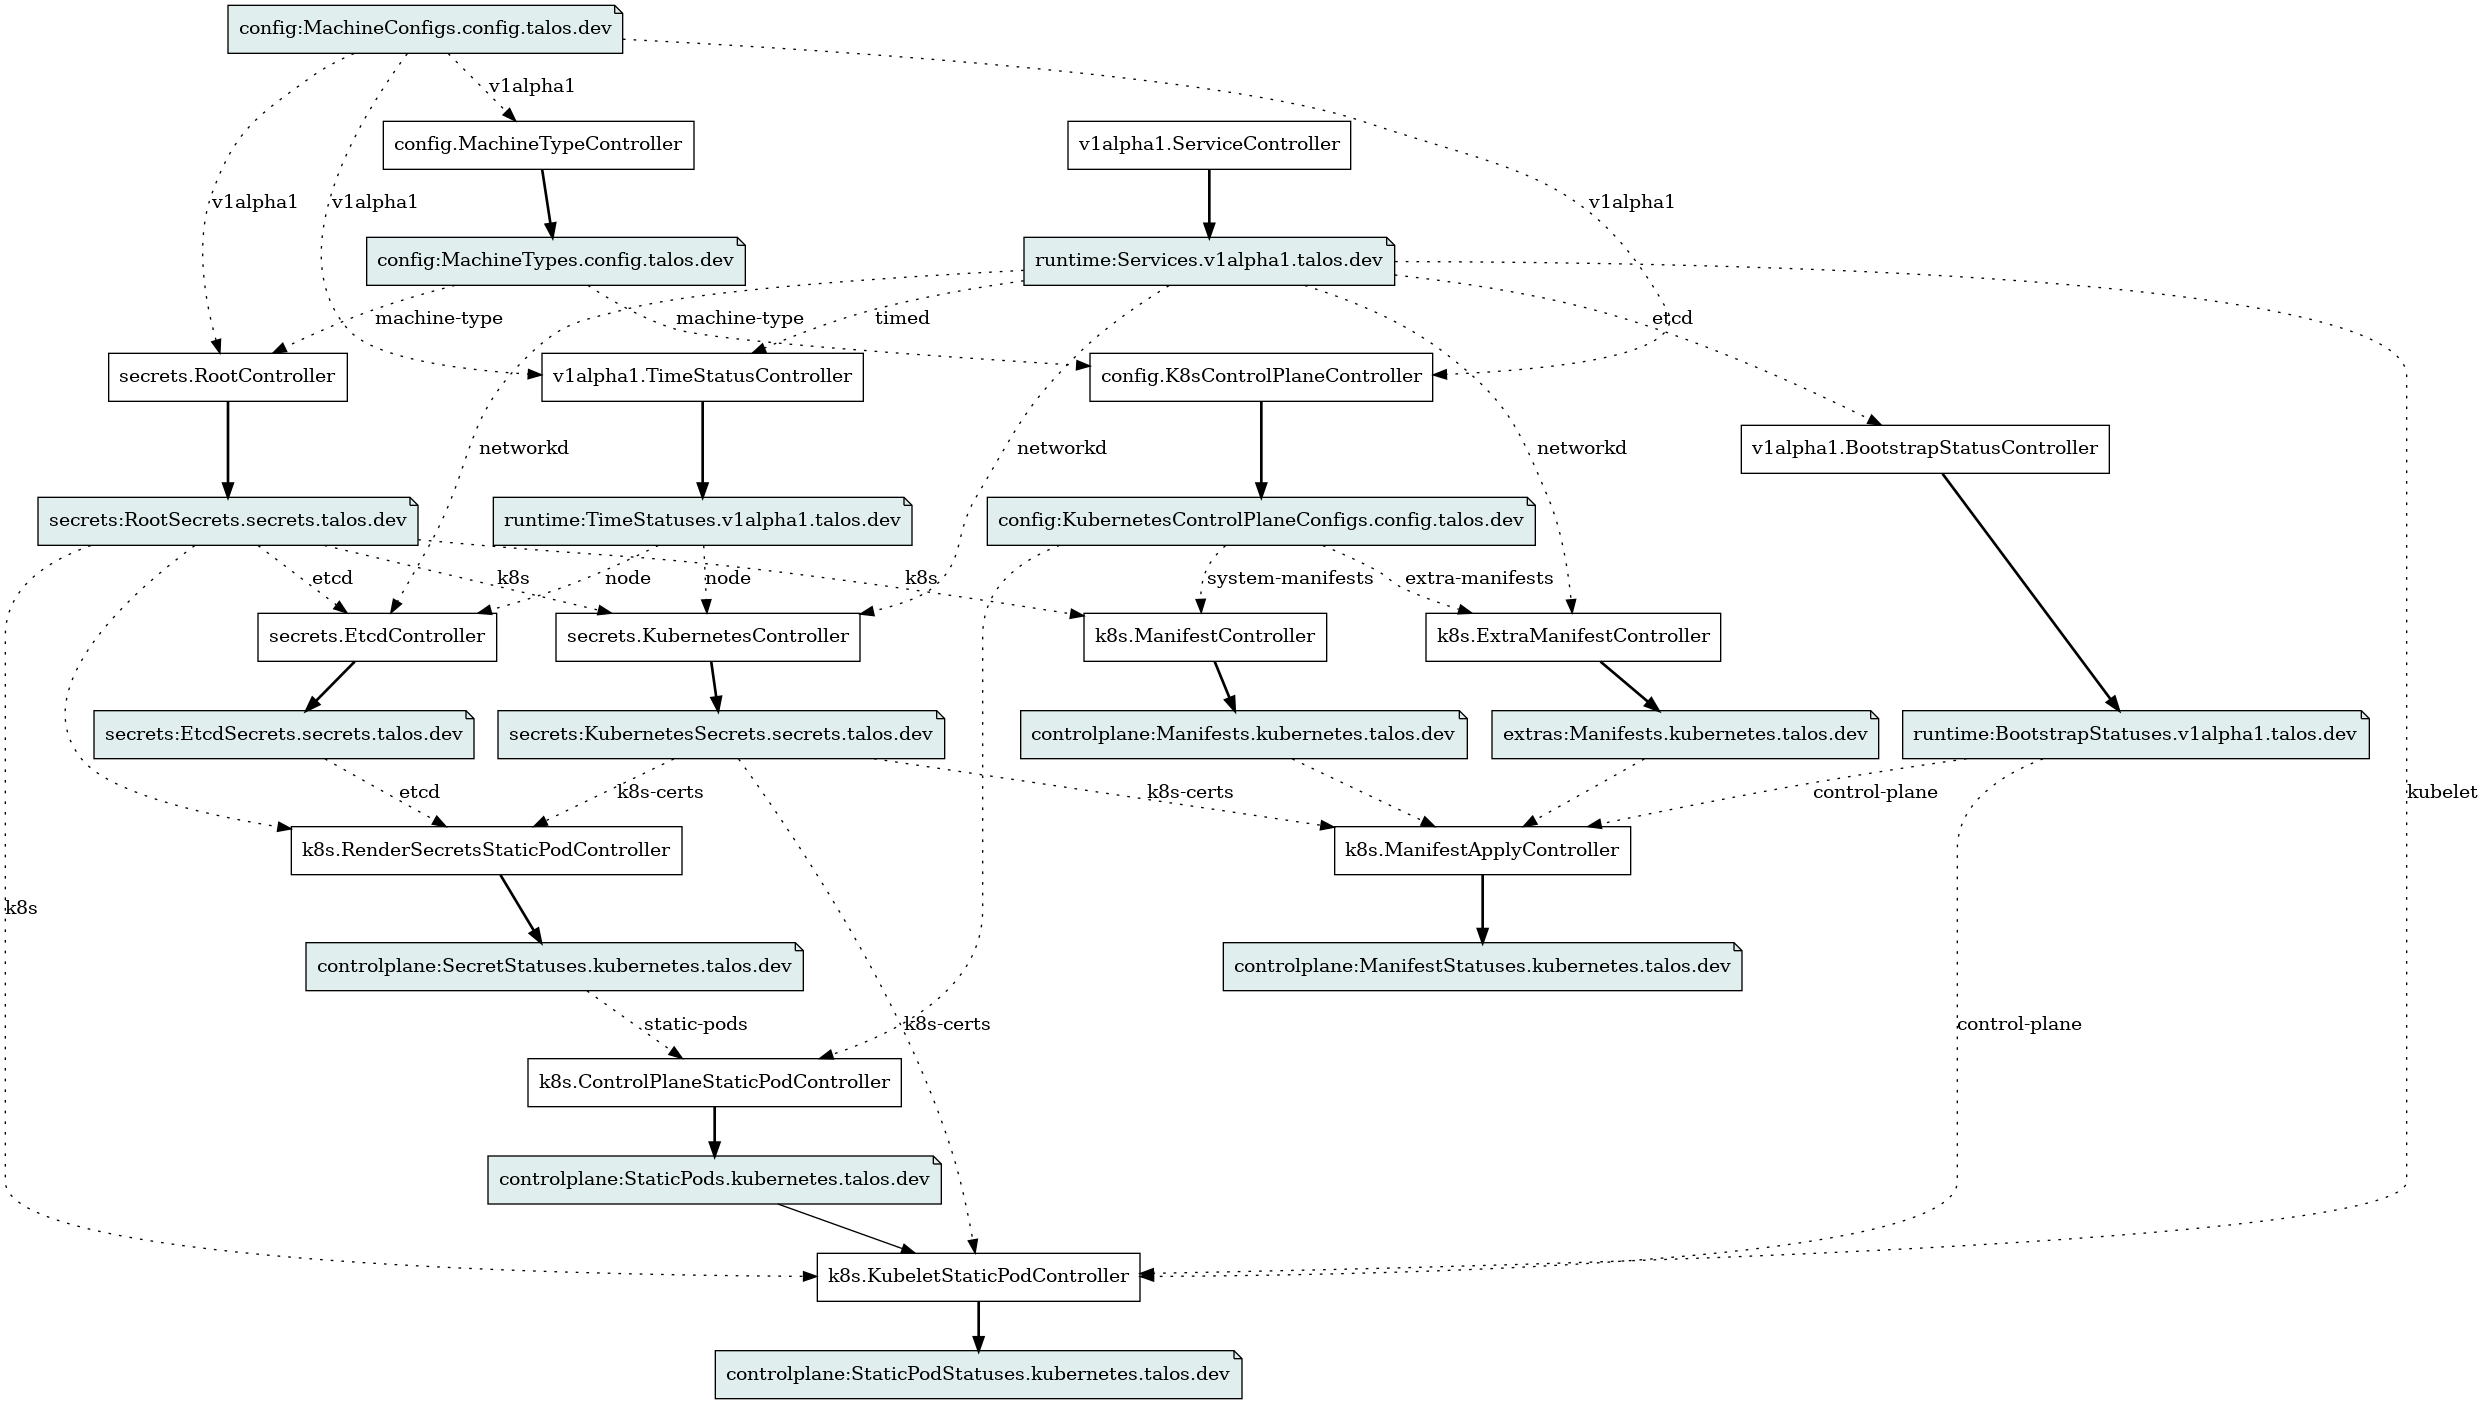 config:MachineConfigs.config.talos.dev
v1alpha1
config.MachineTypeController
v1alpha1.ServiceController
v1alpha1
v1alpha1
v1alpha1
config:MachineTypes.config.talos.dev
runtime:Services.v1alpha1.talos.dev
machine-type
machine-type
timed
etcd
secrets.RootController
v1alpha1.TimeStatusController
config.K8sControlPlaneController
networkd
networkd
networkd
v1alpha1.BootstrapStatusController
secrets:RootSecrets.secrets.talos.dev
runtime:TimeStatuses.v1alpha1.talos.dev
config:KubernetesControlPlaneConfigs.config.talos.dev
etcd
k8s
node
node
k8s
system-manifests
extra-manifests
secrets.EtcdController
secrets.KubernetesController
k8s.ManifestController
k8s.ExtraManifestController
secrets:EtcdSecrets.secrets.talos.dev
secrets:KubernetesSecrets.secrets.talos.dev
controlplane:Manifests.kubernetes.talos.dev
extras:Manifests.kubernetes.talos.dev
runtime:BootstrapStatuses.v1alpha1.talos.dev
etcd
k8s-certs
k8s-certs
control-plane
kubelet
k8s.RenderSecretsStaticPodController
k8s.ManifestApplyController
k8s
controlplane:SecretStatuses.kubernetes.talos.dev
controlplane:ManifestStatuses.kubernetes.talos.dev
static-pods
k8s-certs
control-plane
k8s.ControlPlaneStaticPodController
controlplane:StaticPods.kubernetes.talos.dev
k8s.KubeletStaticPodController
controlplane:StaticPodStatuses.kubernetes.talos.dev